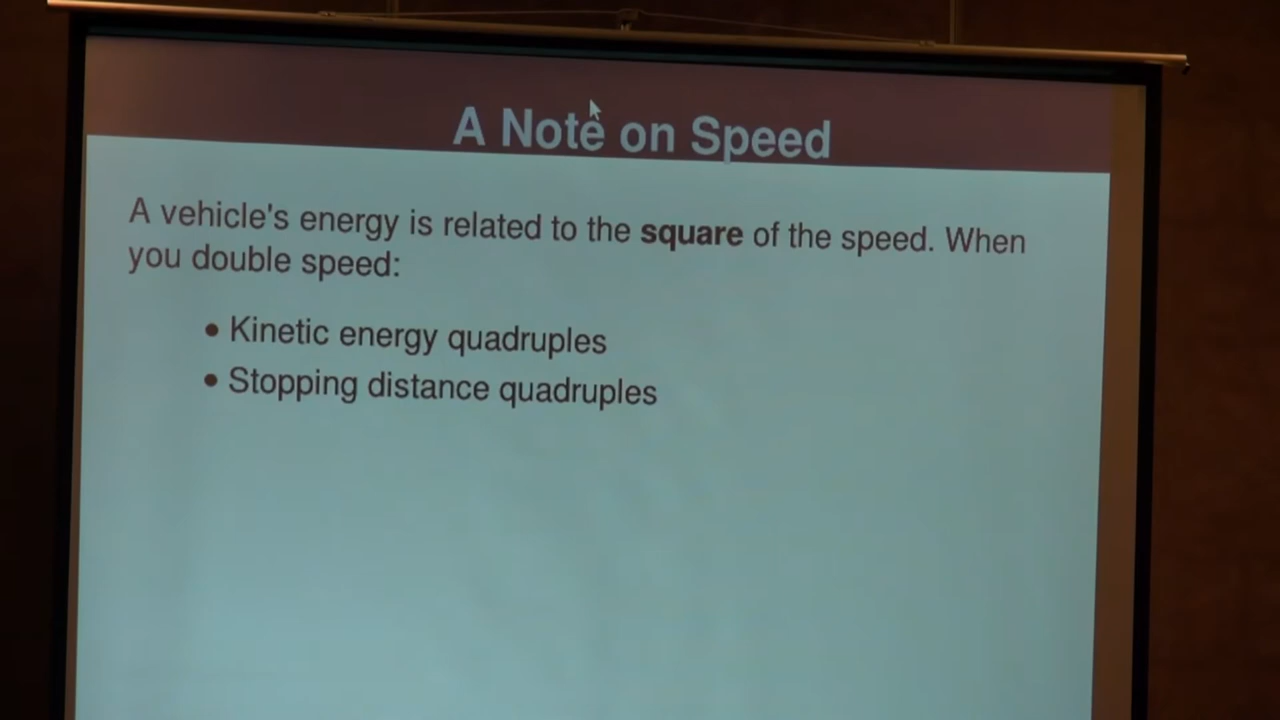 A Note on Speed
A vehicle's energy is related to the square of the speed. When
you double speed:
• Kinetic energy quadruples
• Stopping distance quadruples